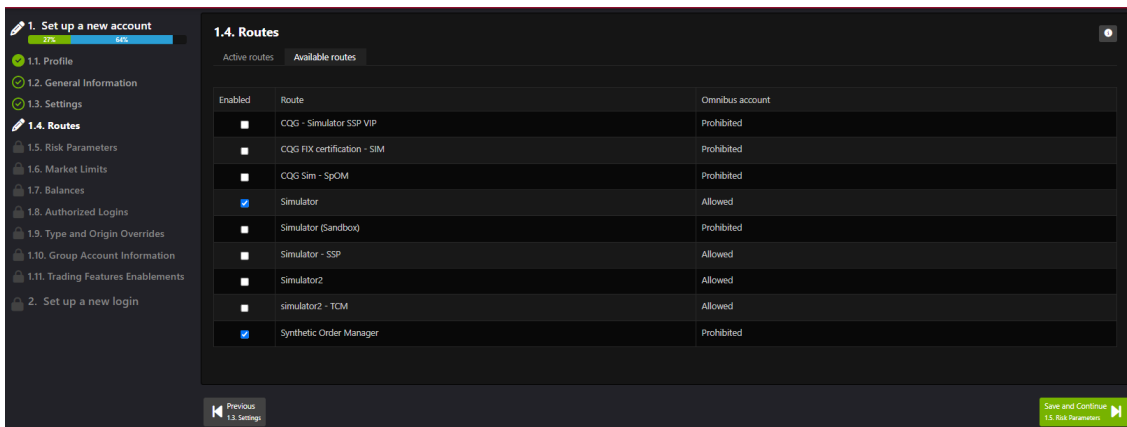 1. Set up a new account
27% 64%
1.1. Profile
1.2. General Information
1.3. Settings
1.4. Routes
1.5. Risk Parameters
1.6. Market Limits
1.7. Balances
1.8. Authorized Logins
1.9. Type and Origin Overrides
1.10. Group Account Information
1.11. Trading Features Enablements
2. Set up a new login
1.4. Routes
Active routes Available routes
Enabled Route Omnibus account
CQG - Simulator SSP VIP Prohibited
CQG FIX certification - SIM Prohibited
CQG Sim - SpOM Prohibited
Simulator Allowed
Simulator (Sandbox) Prohibited
Simulator - SSP Allowed
Simulator2 Allowed
simulator2 - TCM Allowed
Synthetic Order Manager Prohibited
Previous
1.3. Settings
Save and Continue
1.5. Risk Parameters